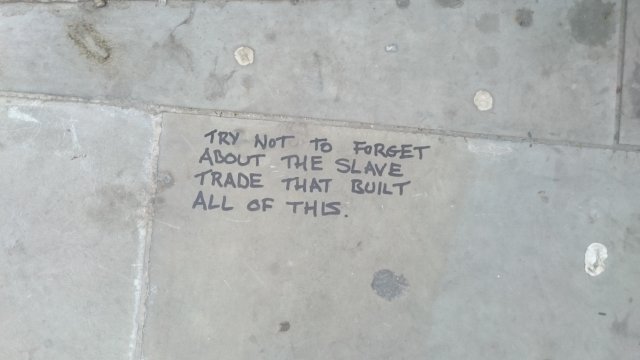 TRY NOT TO FORGET
ABOUT THE SLAVE
TRADE THAT BUILT
ALL OF THIS.